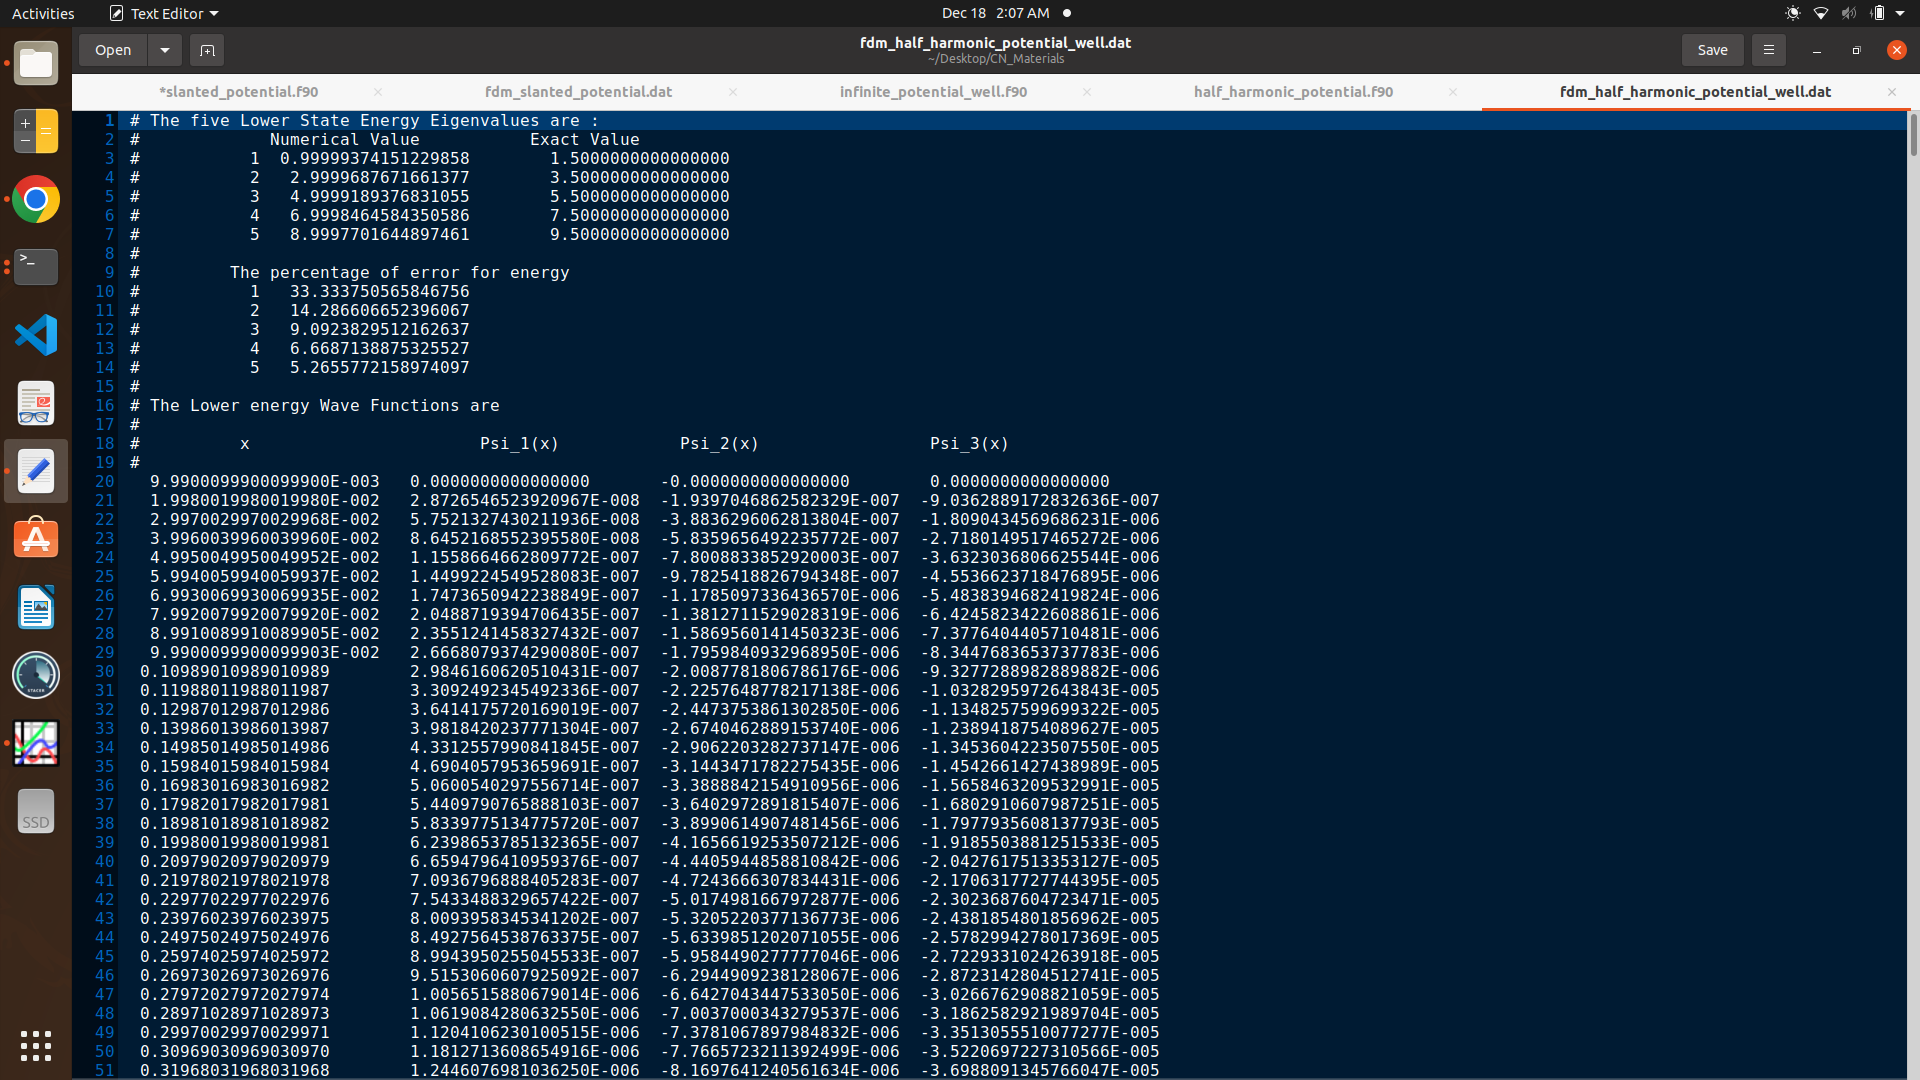 Activities Text Editor Dec 18 2:07 AM
Open fdm_half_harmonic_potential_well.dat Save
~/Desktop/CN_Materials
*slanted_potential.f90 fdm_slanted_potential.dat infinite_potential_well.f90 half_harmonic_potential.f90 fdm_half_harmonic_potential_well.dat
1 # The five Lower State Energy Eigenvalues are :
2 # Numerical Value Exact Value
3 # 1 0.99999374151229858 1.5000000000000000
4 # 2 2.9999687671661377 3.5000000000000000
5 # 3 4.9999189376831055 5.5000000000000000
6 # 4 6.9998464584350586 7.5000000000000000
7 # 5 8.9997701644897461 9.5000000000000000
8 #
9 # The percentage of error for energy
10 # 1 33.333750565846756
11 # 2 14.286606652396067
12 # 3 9.0923829512162637
13 # 4 6.6687138875325527
14 # 5 5.2655772158974097
15 #
16 # The Lower energy Wave Functions are
17 #
18 # x Psi_1(x) Psi_2(x) Psi_3(x)
19 #
20 9.9900099900099900E-003 0.0000000000000000 -0.0000000000000000 0.0000000000000000
21 1.9980019980019980E-002 2.8726546523920967E-008 -1.9397046862582329E-007 -9.0362889172832636E-007
22 2.9970029970029968E-002 5.7521327430211936E-008 -3.8836296062813804E-007 -1.8090434569686231E-006
23 3.9960039960039960E-002 8.6452168552395580E-008 -5.8359656492235772E-007 -2.7180149517465272E-006
24 4.9950049950049952E-002 1.1558664662809772E-007 -7.8008833852920003E-007 -3.6323036806625544E-006
25 5.9940059940059937E-002 1.4499224549528083E-007 -9.7825418826794348E-007 -4.5536623718476895E-006
26 6.9930069930069935E-002 1.7473650942238849E-007 -1.1785097336436570E-006 -5.4838394682419824E-006
27 7.9920079920079920E-002 2.0488719394706435E-007 -1.3812711529028319E-006 -6.4245823422608861E-006
28 8.9910089910089905E-002 2.3551241458327432E-007 -1.5869560141450323E-006 -7.3776404405710481E-006
29 9.9900099900099903E-002 2.6668079374290080E-007 -1.7959840932968950E-006 -8.3447683653737783E-006
30 0.10989010989010989 2.9846160620510431E-007 -2.0087781806786176E-006 -9.3277288982889882E-006
31 0.11988011988011987 3.3092492345492336E-007 -2.2257648778217138E-006 -1.0328295972643843E-005
32 0.12987012987012986 3.6414175720169019E-007 -2.4473753861302850E-006 -1.1348257599699322E-005
33 0.13986013986013987 3.9818420237771304E-007 -2.6740462889153740E-006 -1.2389418754089627E-005
34 0.14985014985014986 4.3312557990841845E-007 -2.9062203282737147E-006 -1.3453604223507550E-005
35 0.15984015984015984 4.6904057953659691E-007 -3.1443471782275435E-006 -1.4542661427438989E-005
36 0.16983016983016982 5.0600540297556714E-007 -3.3888842154910956E-006 -1.5658463209532991E-005
37 0.17982017982017981 5.4409790765888103E-007 -3.6402972891815407E-006 -1.6802910607987251E-005
38 0.18981018981018982 5.8339775134775720E-007 -3.8990614907481456E-006 -1.7977935608137793E-005
39 0.19980019980019981 6.2398653785132365E-007 -4.1656619253507212E-006 -1.9185503881251533E-005
40 0.20979020979020979 6.6594796410959376E-007 -4.4405944858810842E-006 -2.0427617513353127E-005
41 0.21978021978021978 7.0936796888405283E-007 -4.7243666307834431E-006 -2.1706317727744395E-005
42 0.22977022977022976 7.5433488329657422E-007 -5.0174981667972877E-006 -2.3023687604723471E-005
43 0.23976023976023975 8.0093958345341202E-007 -5.3205220377136773E-006 -2.4381854801856962E-005
44 0.24975024975024976 8.4927564538763375E-007 -5.6339851202071055E-006 -2.5782994278017369E-005
45 0.25974025974025972 8.9943950255045533E-007 -5.9584490277777046E-006 -2.7229331024263918E-005
46 0.26973026973026976 9.5153060607925092E-007 -6.2944909238128067E-006 -2.8723142804512741E-005
47 0.27972027972027974 1.0056515880679014E-006 -6.6427043447533050E-006 -3.0266762908821059E-005
48 0.28971028971028973 1.0619084280632550E-006 -7.0037000343279537E-006 -3.1862582921989704E-005
49 0.29970029970029971 1.1204106230100515E-006 -7.3781067897984832E-006 -3.3513055510077277E-005
50 0.30969030969030970 1.1812713608654916E-006 -7.7665723211392499E-006 -3.5220697227310566E-005
51 0.31968031968031968 1.2446076981036250E-006 -8.1697641240561634E-006 -3.6988091345766047E-005
SSD